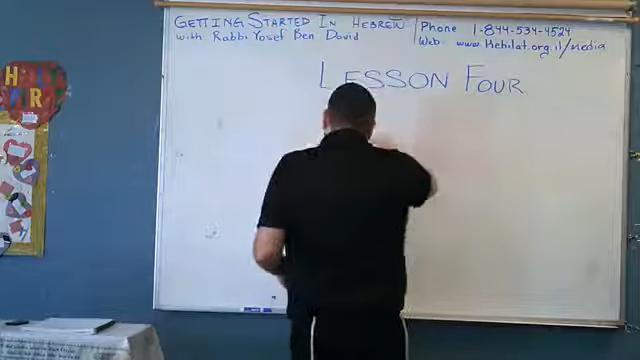 Getting Started In Hebrew
with Rabbi Yosef Ben David
Phone 1-844-534-4524
Web: www.Kehilat.org.il/media
Lesson Four